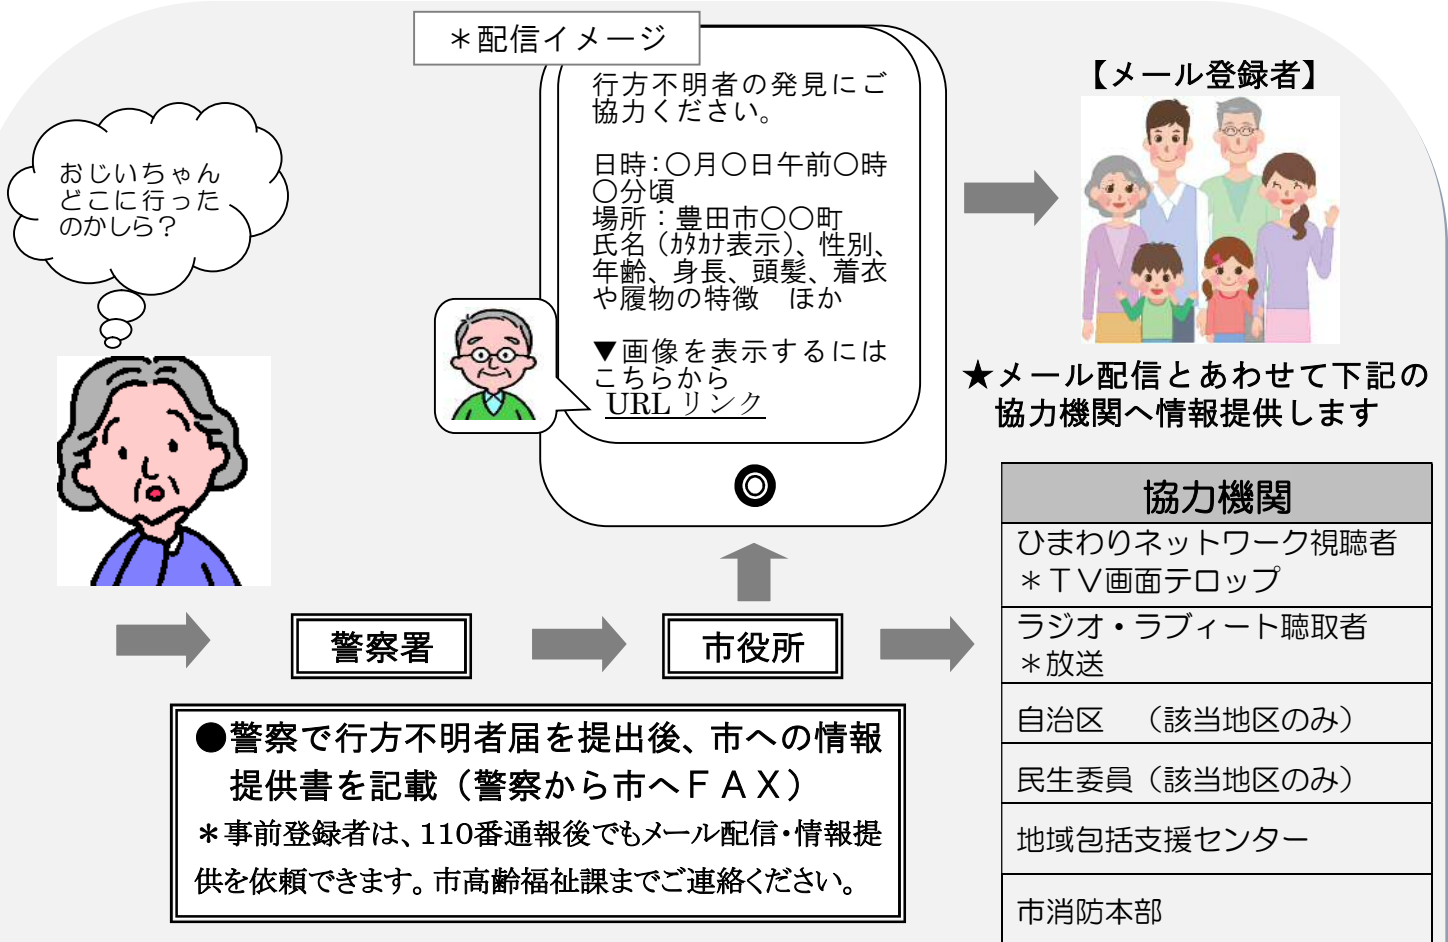 ＊配信イメージ
行方不明者の発見にご
協力ください。
日時：〇月〇日午前〇時
〇分頃
場所：豊田市〇〇町
氏名（ｶﾀｶﾅ表示）、性別、
年齢、身長、頭髪、着衣
や履物の特徴　ほか
▼画像を表示するには
こちらから
URL リンク
おじいちゃん
どこに行った
のかしら？
【メール登録者】
★メール配信とあわせて下記の
協力機関へ情報提供します
警察署
市役所
●警察で行方不明者届を提出後、市への情報
提供書を記載（警察から市へＦＡＸ）
＊事前登録者は、110番通報後でもメール配信・情報提
供を依頼できます。市高齢福祉課までご連絡ください。
協力機関
ひまわりネットワーク視聴者
＊ＴＶ画面テロップ
ラジオ・ラブィート聴取者
＊放送
自治区　（該当地区のみ）
民生委員（該当地区のみ）
地域包括支援センター
市消防本部